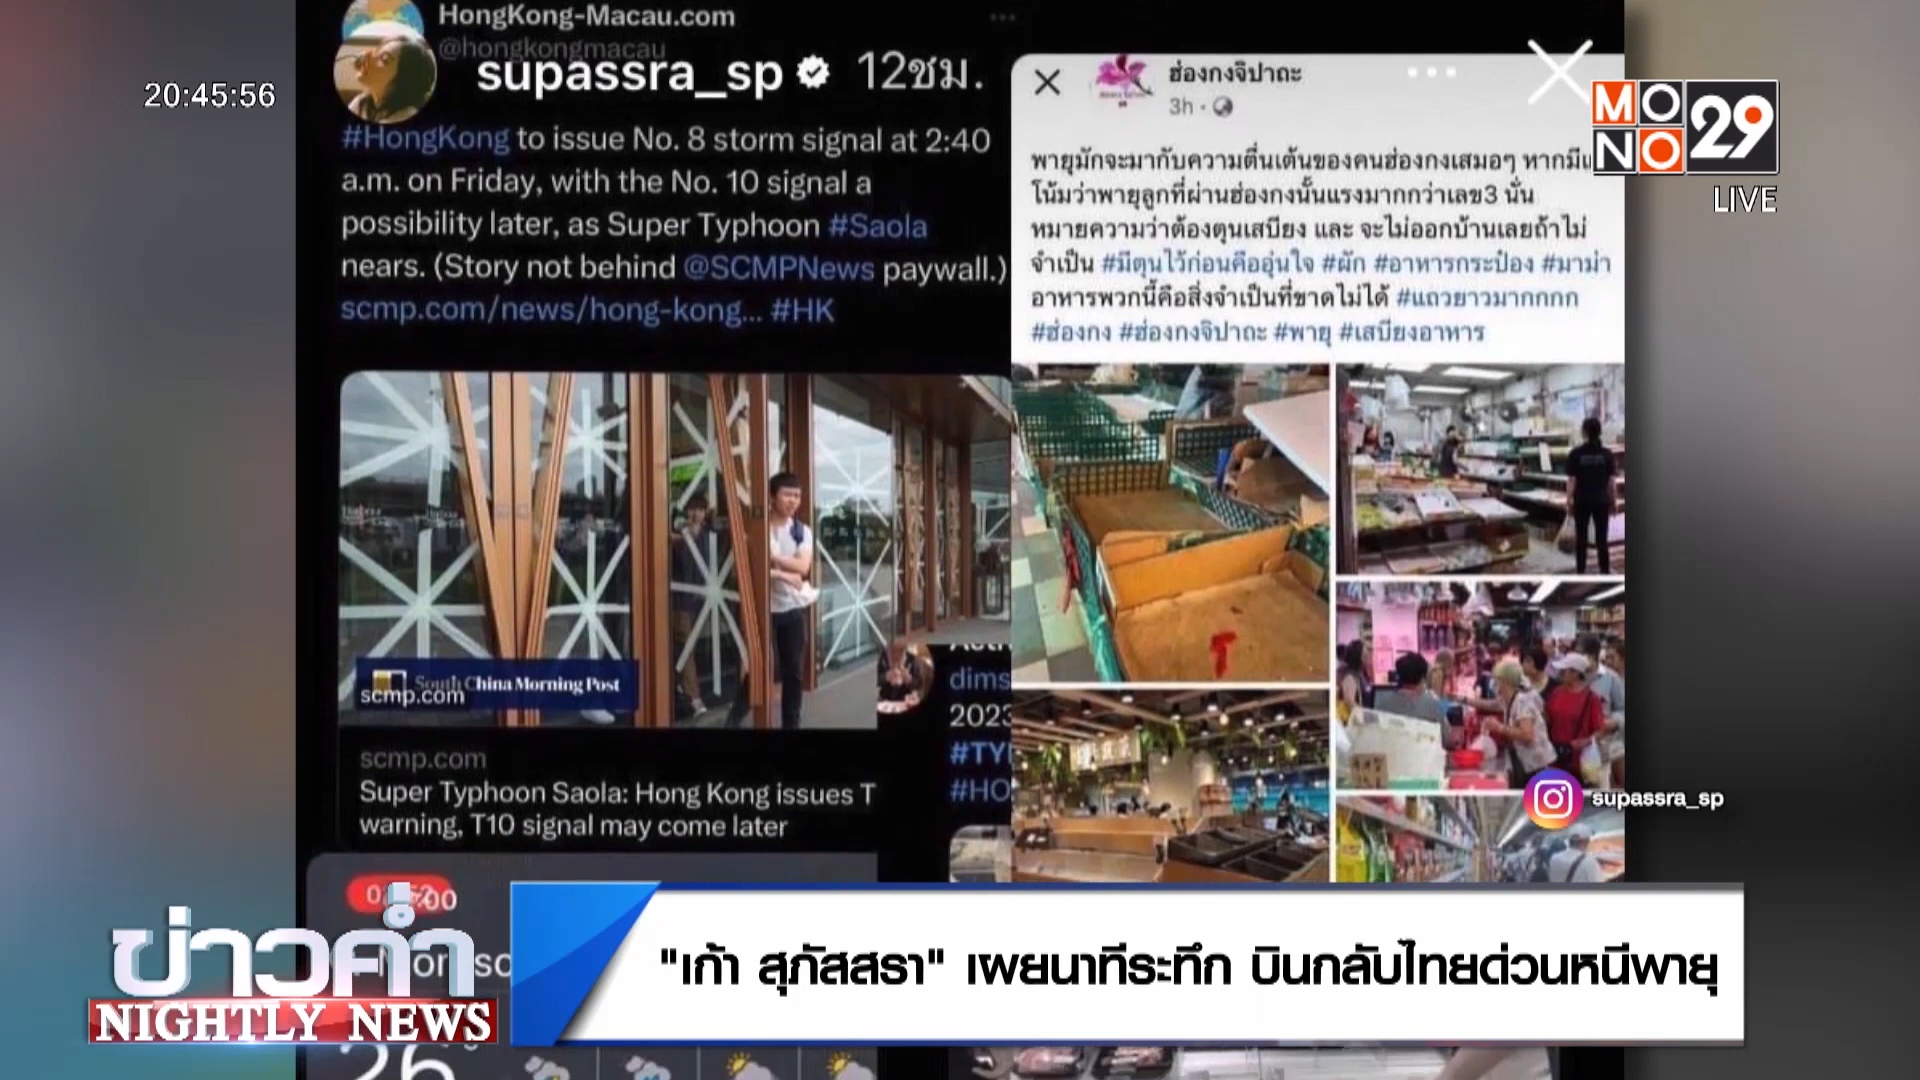 20:45:56
HongKong-Macau.com
@hongkongmacau
supassra_sp 12ชม.
#HongKong to issue No. 8 storm signal at 2:40
a.m. on Friday, with the No. 10 signal a
possibility later, as Super Typhoon #Saola
nears. (Story not behind @SCMPNews paywall.)
scmp.com/news/hong-kong... #HK
South China Morning Post
scmp.com
scmp.com
Super Typhoon Saola: Hong Kong issues T
warning, T10 signal may come later
dims
2023
#TY
#HO
ฮ่องกงจิปาถะ
3h
พายุมักจะมากับความตื่นเต้นของคนฮ่องกงเสมอๆ หากมีแ
โน้มว่าพายุลูกที่ผ่านฮ่องกงนั้นแรงมากกว่าเลข3 นั่น
หมายความว่าต้องตุนเสบียง และ จะไม่ออกบ้านเลยถ้าไม่
จำเป็น #มีตุนไว้ก่อนคืออุ่นใจ #ผัก #อาหารกระป๋อง #มาม่า
อาหารพวกนี้คือสิ่งจำเป็นที่ขาดไม่ได้ #แถวยาวมากกกก
#ฮ่องกง #ฮ่องกงจิปาถะ #พายุ #เสบียงอาหาร
MONO 29
LIVE
supassra_sp
ข่าวค่ำ
NIGHTLY NEWS
"เก้า สุภัสสรา" เผยนาทีระทึก บินกลับไทยด่วนหนีพายุ
26°